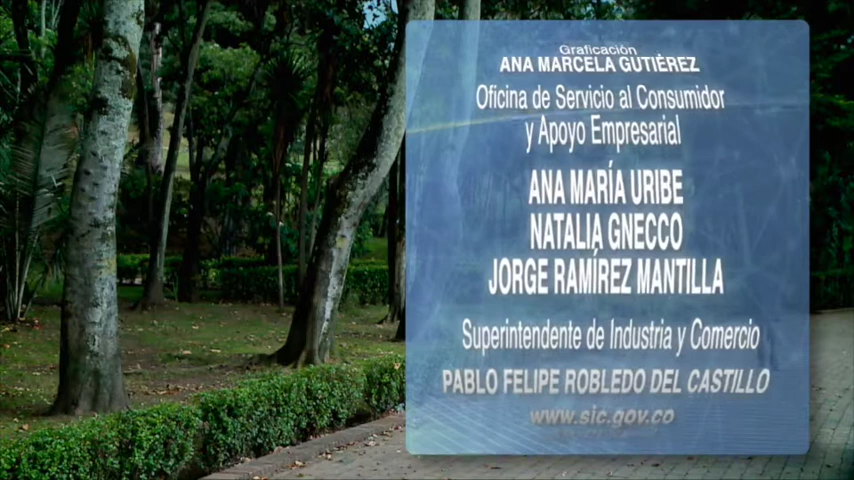 Graficación
ANA MARCELA GUTIÉREZ
Oficina de Servicio al Consumidor
y Apoyo Empresarial
ANA MARÍA URIBE
NATALIA GNECCO
JORGE RAMÍREZ MANTILLA
Superintendente de Industria y Comercio
PABLO FELIPE ROBLEDO DEL CASTILLO
www.sic.gov.co